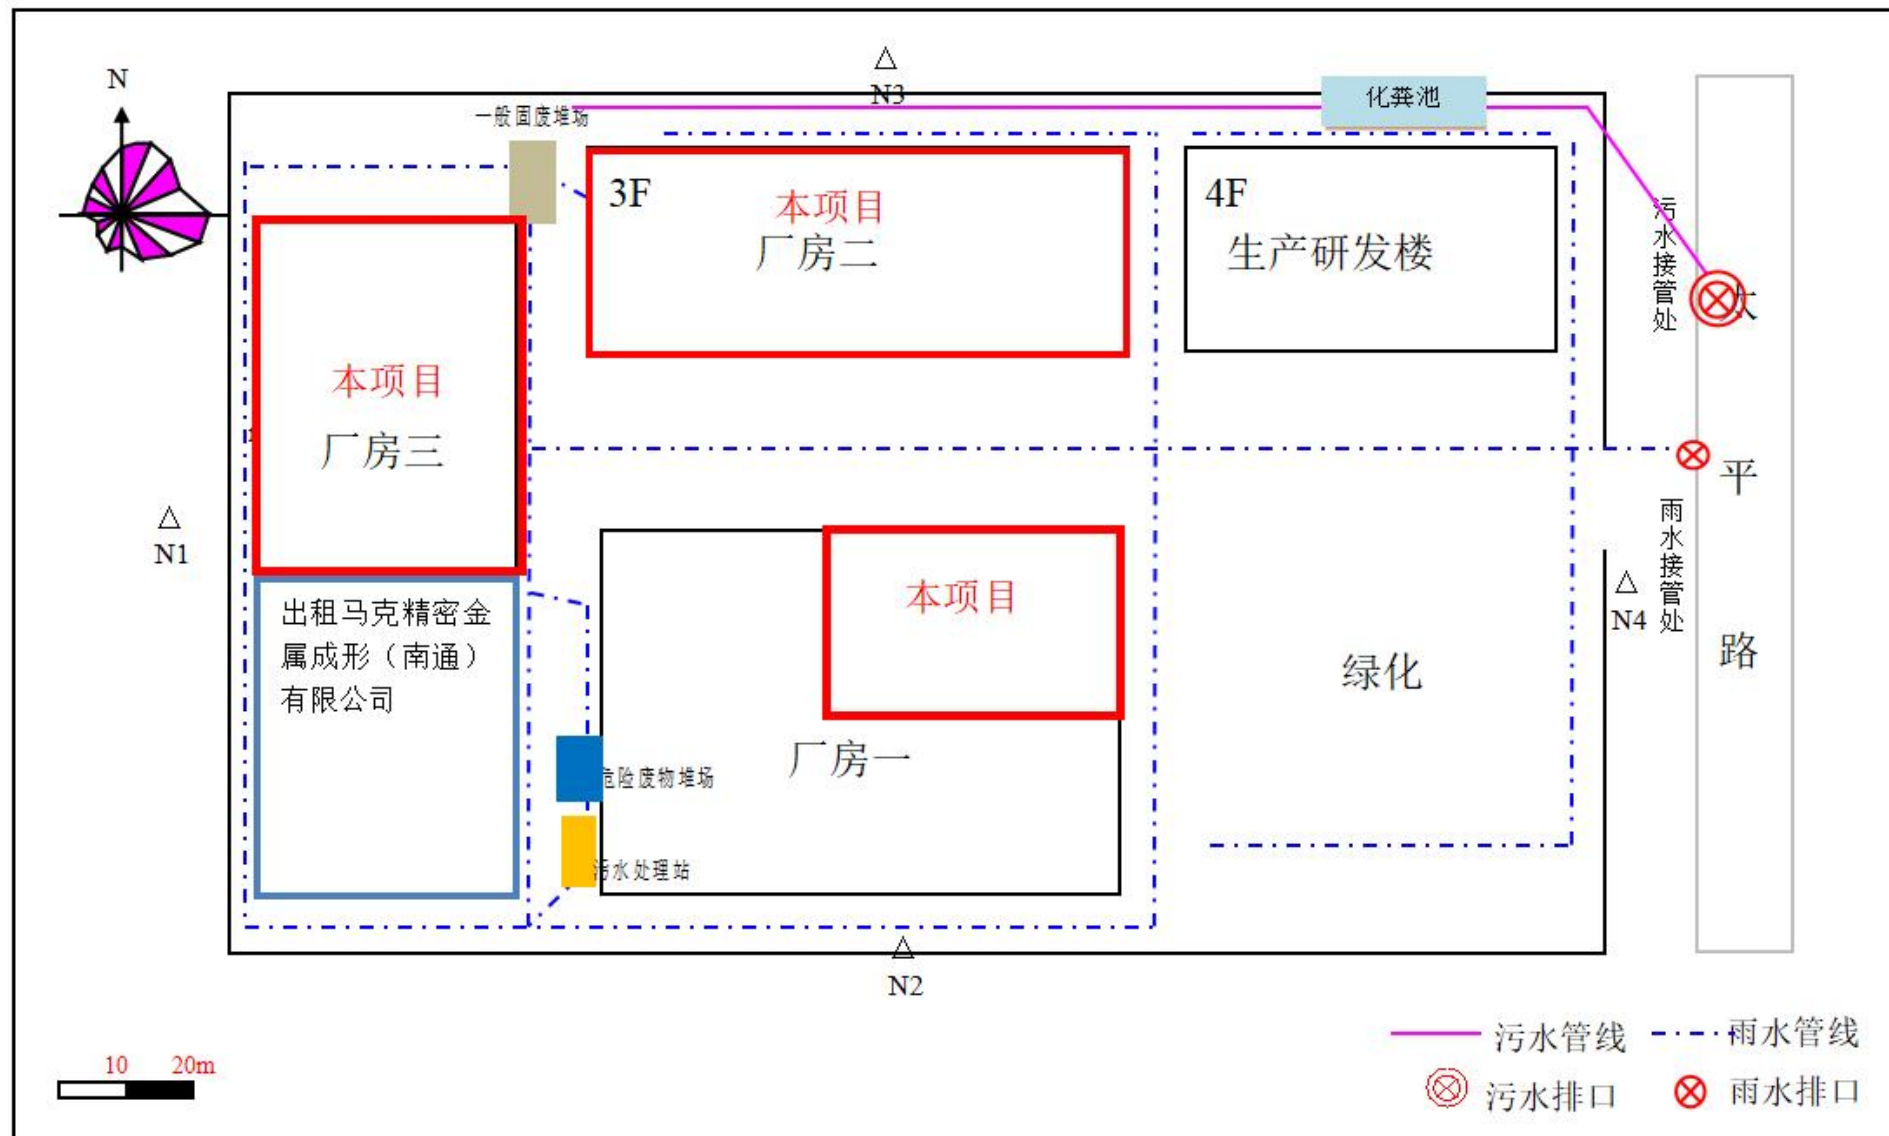 N
△
N3
一般固废堆场
化粪池
3F
本项目
厂房二
4F
生产研发楼
污水接管处
本项目
厂房三
△
N1
出租马克精密金
属成形（南通）
有限公司
本项目
厂房一
危险废物堆场
污水处理站
绿化
雨水接管处
△
N4
太平路
△
N2
10 20m
污水管线
雨水管线
污水排口
雨水排口